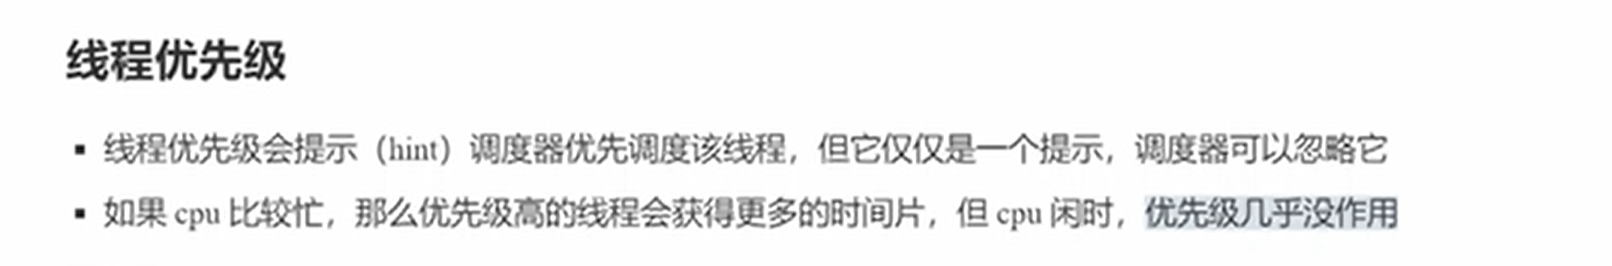 线程优先级
▪ 线程优先级会提示（hint）调度器优先调度该线程，但它仅仅是一个提示，调度器可以忽略它
▪ 如果 cpu 比较忙，那么优先级高的线程会获得更多的时间片，但 cpu 闲时，优先级几乎没作用